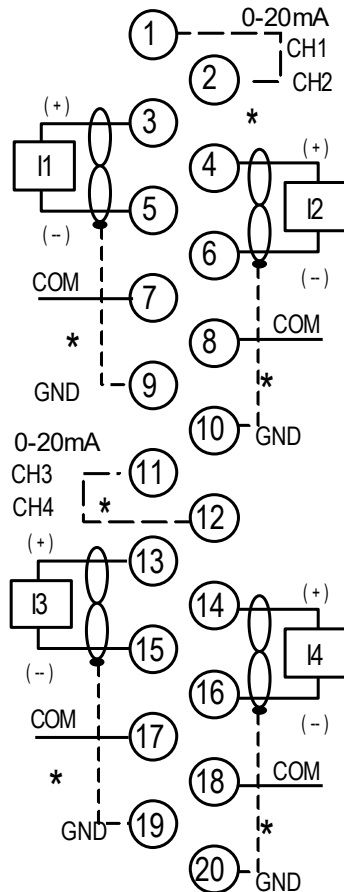 0-20mA
1
CH1
2
CH2
*
(+)
3
I1
(+)
4
5
I2
(--)
6
(--)
COM
7
8
COM
*
GND
9
*
10
GND
0-20mA
CH3
11
CH4
*
12
(+)
13
I3
(+)
14
15
I4
(--)
16
(--)
COM
17
18
COM
*
GND
19
*
20
GND